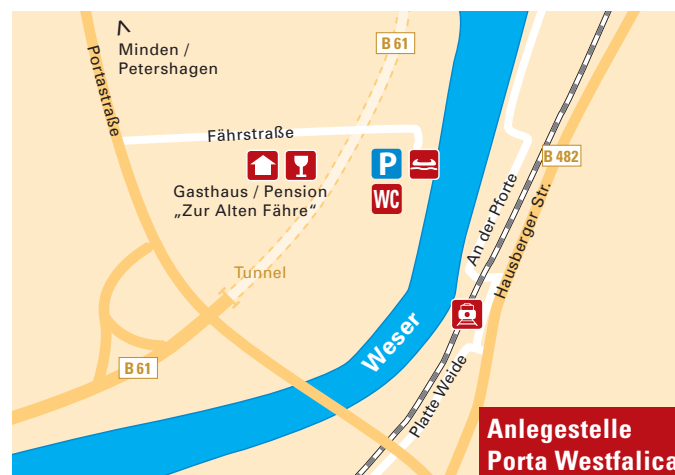 Minden /
Petershagen
B 61
Portastraße
Fährstraße
P
WC
Gasthaus / Pension
„Zur Alten Fähre“
B 482
An der Pforte
Hausberger Str.
Tunnel
B 61
Weser
Platte Weide
Anlegestelle
Porta Westfalica